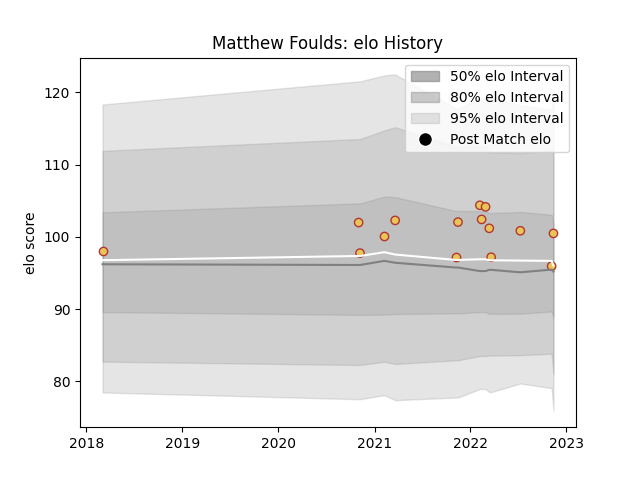 Matthew Foulds: elo History
50% elo Interval
80% elo Interval
95% elo Interval
Post Match elo
elo score
120
110
100
90
80
2018 2019 2020 2021 2022 2023